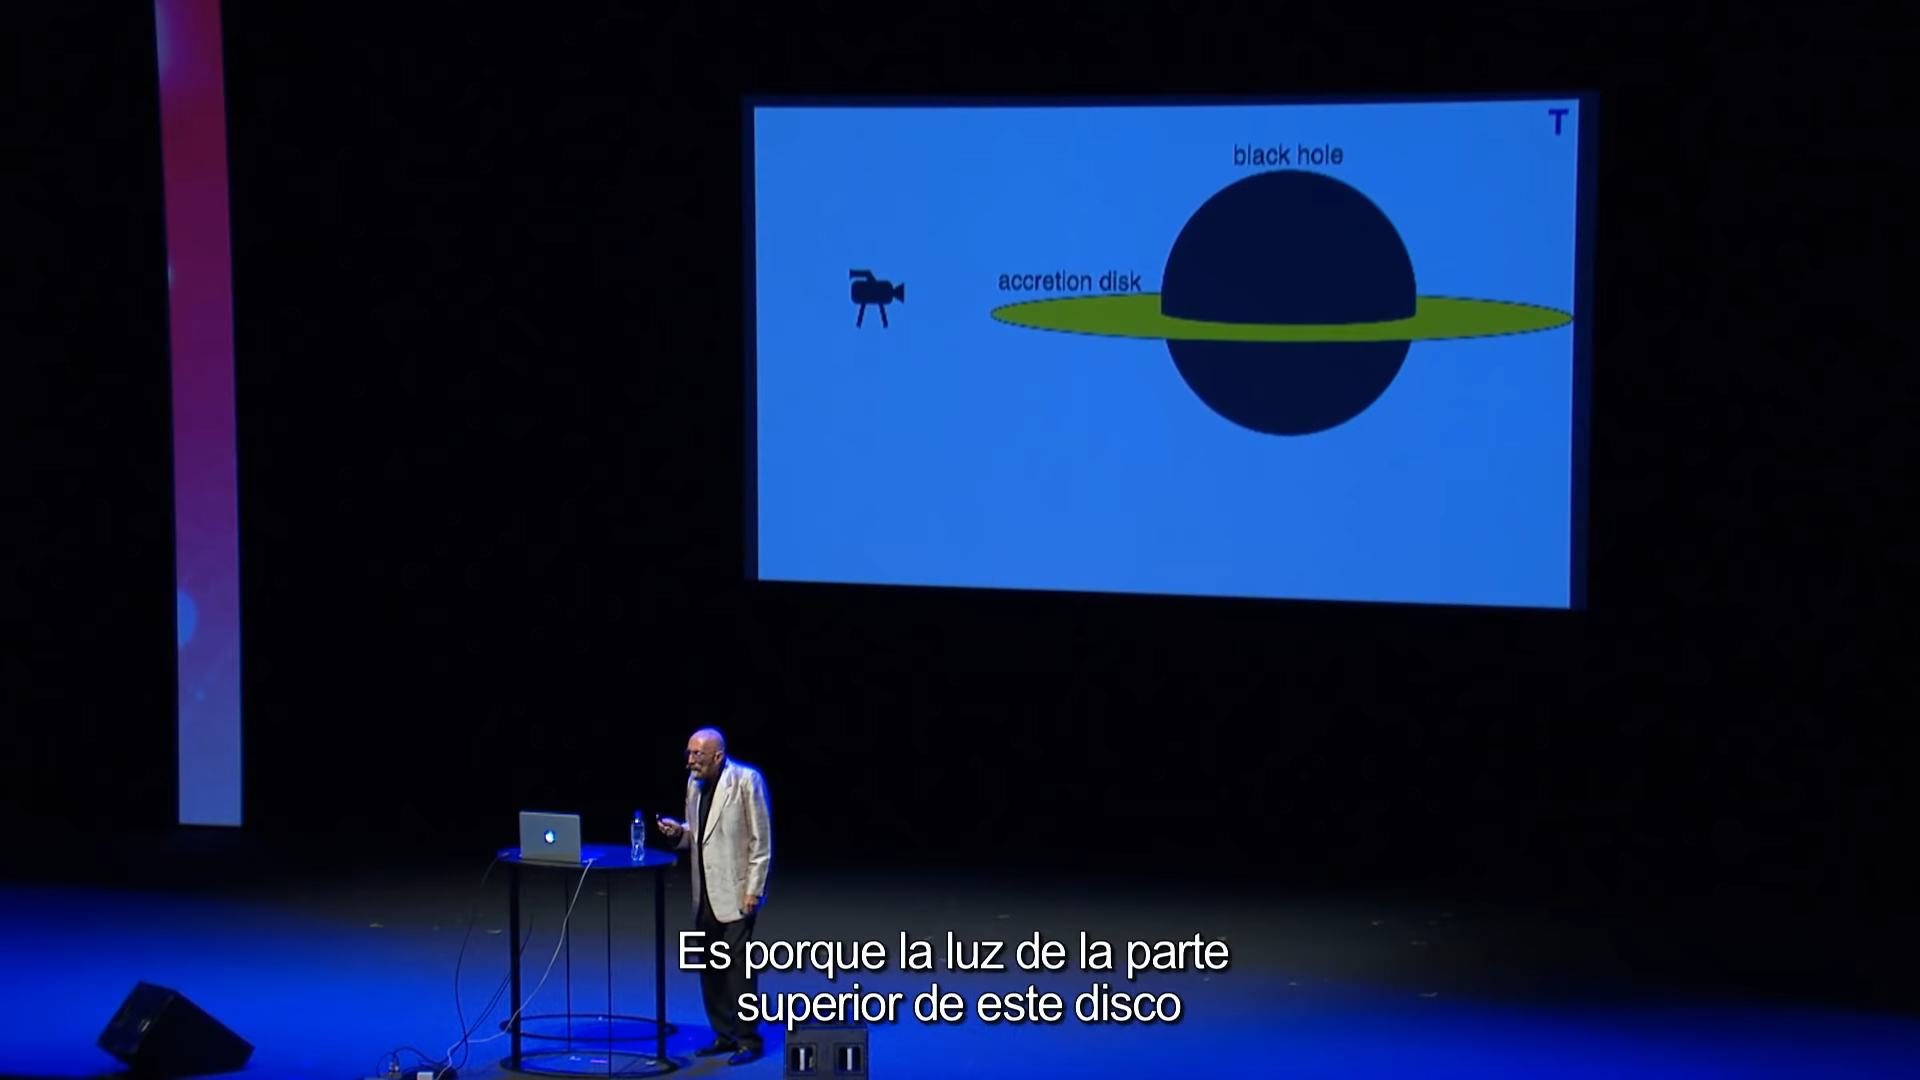 T
black hole
accretion disk
Es porque la luz de la parte
superior de este disco